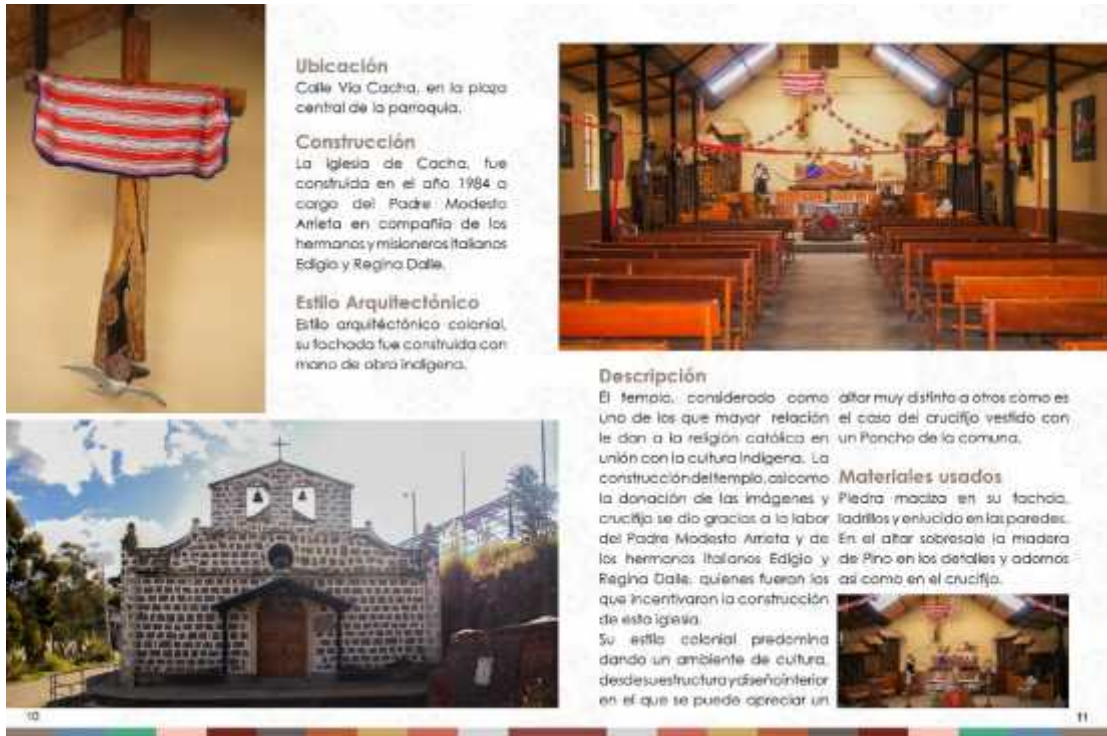 Ubicación
Calle Vía Cacha, en la plaza
central de la parroquia.
Construcción
La iglesia de Cacha, fue
construida en el año 1984 a
cargo del Padre Modesto
Arrieta en compañía de los
hermanos y misioneros italianos
Edigio y Regina Dalle.
Estilo Arquitectónico
Estilo arquitéctónico colonial,
su fachada fue construida con
mano de obra indígena.
Descripción
El templo, considerado como
uno de los que mayor relación
le dan a la religión católica en
unión con la cultura indígena. La
construcción del templo, asi como
la donación de las imágenes y
crucifijo se dio gracias a la labor
del Padre Modesto Arrieta y de
los hermanos italianos Edigio y
Regina Dalle, quienes fueron los
que incentivaron la construcción
de esta iglesia.
Su estilo colonial predomina
dando un ambiente de cultura,
desde su estructura y diseño interior
en el que se puede apreciar un
altar muy distinto a otros como es
el caso del crucifijo vestido con
un Poncho de la comuna.
Materiales usados
Piedra maciza en su fachda,
ladrillos y enlucido en las paredes.
En el altar sobresale la madera
de Pino en los detalles y adornos
asi como en el crucifijo.
10
11